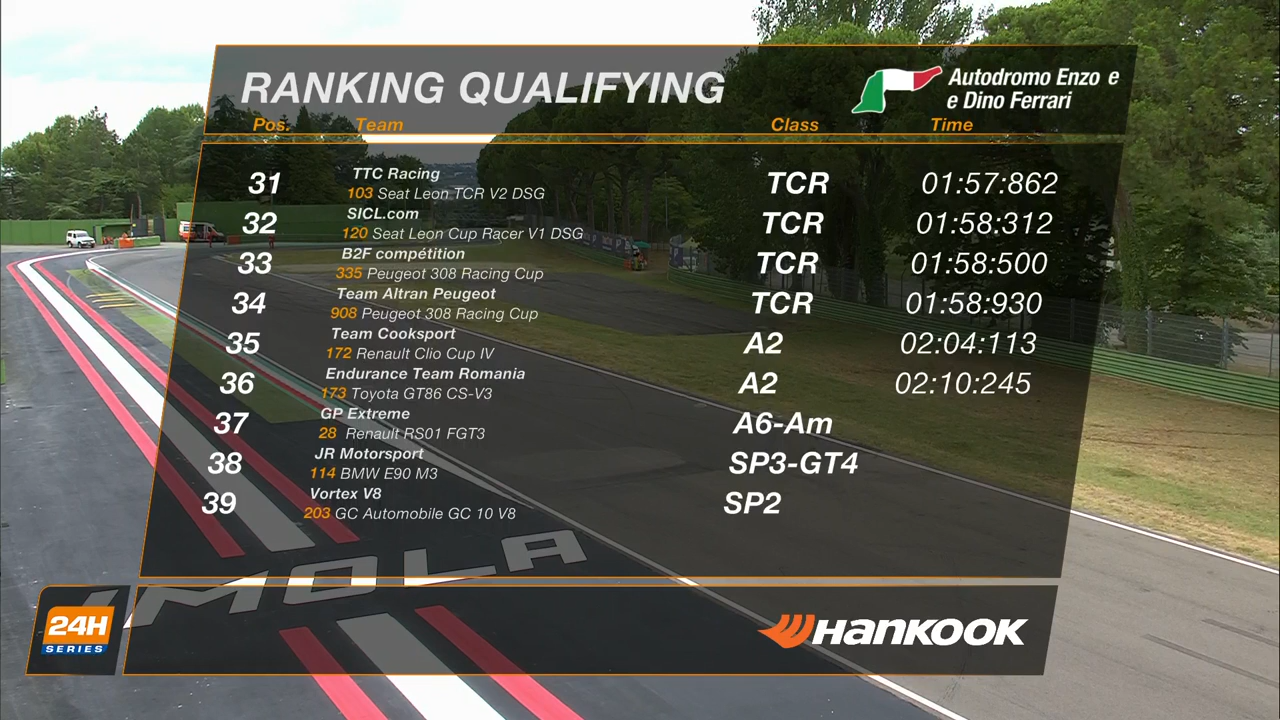 RANKING QUALIFYING
Autodromo Enzo e
e Dino Ferrari
Pos. Team Class Time
31 TTC Racing TCR 01:57:862
103 Seat Leon TCR V2 DSG
32 SICL.com TCR 01:58:312
120 Seat Leon Cup Racer V1 DSG
33 B2F compétition TCR 01:58:500
335 Peugeot 308 Racing Cup
34 Team Altran Peugeot TCR 01:58:930
908 Peugeot 308 Racing Cup
35 Team Cooksport A2 02:04:113
172 Renault Clio Cup IV
36 Endurance Team Romania A2 02:10:245
173 Toyota GT86 CS-V3
37 GP Extreme A6-Am
28 Renault RS01 FGT3
38 JR Motorsport SP3-GT4
114 BMW E90 M3
39 Vortex V8 SP2
203 GC Automobile GC 10 V8
IMOLA
24H
SERIES
HANKOOK